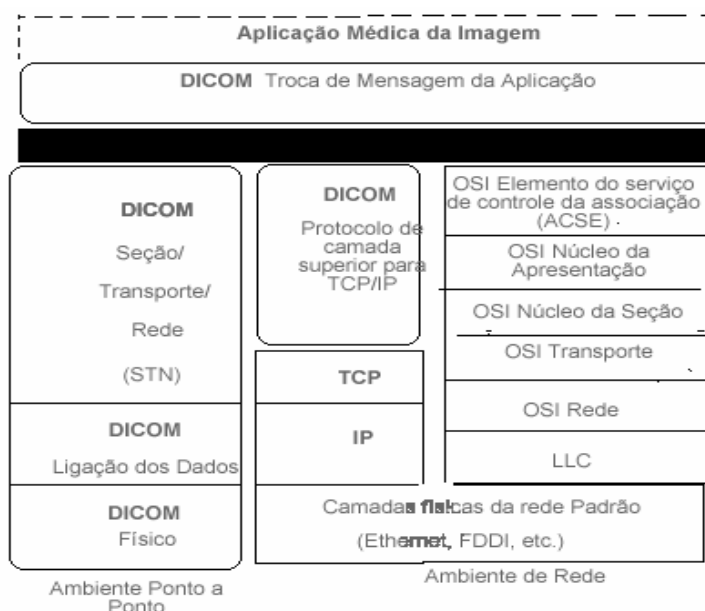 Aplicação Médica da Imagem
DICOM Troca de Mensagem da Aplicação
DICOM
Seção/
Transporte/
Rede
(STN)
DICOM
Ligação dos Dados
DICOM
Físico
Ambiente Ponto a
Ponto
DICOM
Protocolo de
camada
superior para
TCP/IP
TCP
IP
OSI Elemento do serviço
de controle da associação
(ACSE)
OSI Núcleo da
Apresentação
OSI Núcleo da Seção
OSI Transporte
OSI Rede
LLC
Camadas físicas da rede Padrão
(Ethernet, FDDI, etc.)
Ambiente de Rede